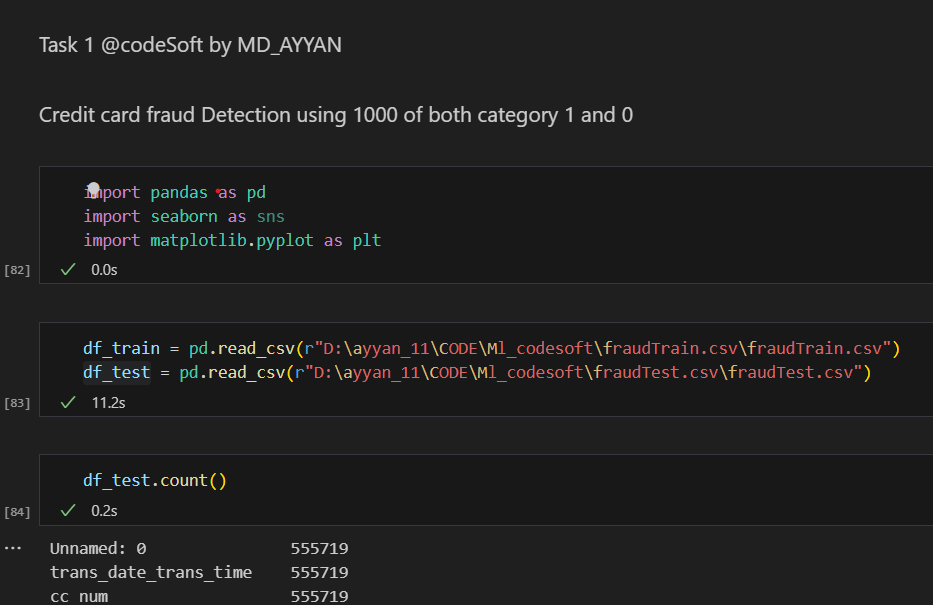 Task 1 @codeSoft by MD_AYYAN
Credit card fraud Detection using 1000 of both category 1 and 0
import pandas as pd
import seaborn as sns
import matplotlib.pyplot as plt
[82] 0.0s
df_train = pd.read_csv(r"D:\ayyan_11\CODE\Ml_codesoft\fraudTrain.csv\fraudTrain.csv")
df_test = pd.read_csv(r"D:\ayyan_11\CODE\Ml_codesoft\fraudTest.csv\fraudTest.csv")
[83] 11.2s
df_test.count()
[84] 0.2s
... Unnamed: 0 555719
trans_date_trans_time 555719
cc_num 555719